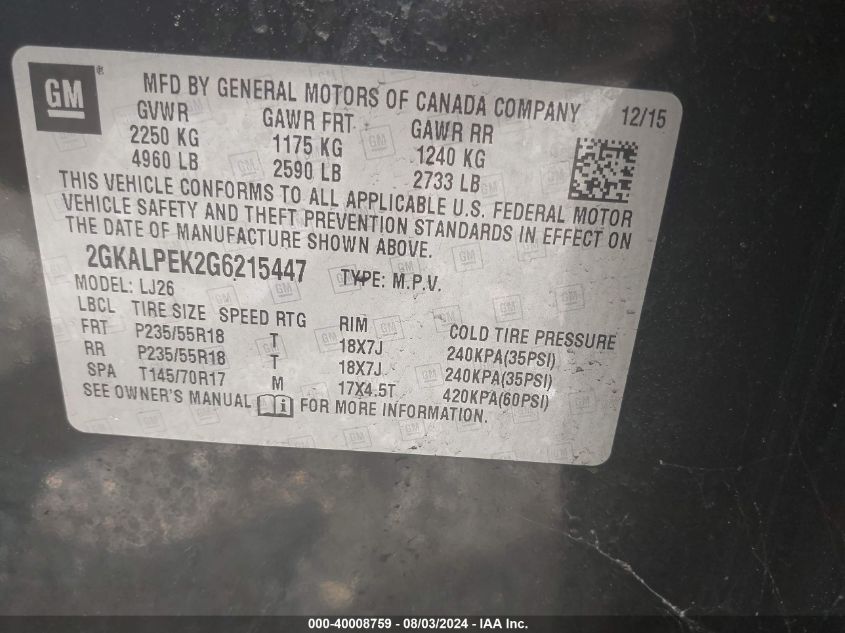 GM ® MFD BY GENERAL MOTORS OF CANADA COMPANY 12/15
GVWR GAWR FRT GAWR RR
2250 KG 1175 KG 1240 KG
4960 LB 2590 LB 2733 LB
THIS VEHICLE CONFORMS TO ALL APPLICABLE U.S. FEDERAL MOTOR
VEHICLE SAFETY AND THEFT PREVENTION STANDARDS IN EFFECT ON
THE DATE OF MANUFACTURE SHOWN ABOVE.
2GKALPEK2G6215447 TYPE: M.P.V.
MODEL: LJ26
LBCL TIRE SIZE SPEED RTG RIM COLD TIRE PRESSURE
FRT P235/55R18 T 18X7J 240KPA(35PSI)
RR P235/55R18 T 18X7J 240KPA(35PSI)
SPA T145/70R17 M 17X4.5T 420KPA(60PSI)
SEE OWNER'S MANUAL i FOR MORE INFORMATION.
000-40008759 - 08/03/2024 - IAA Inc.